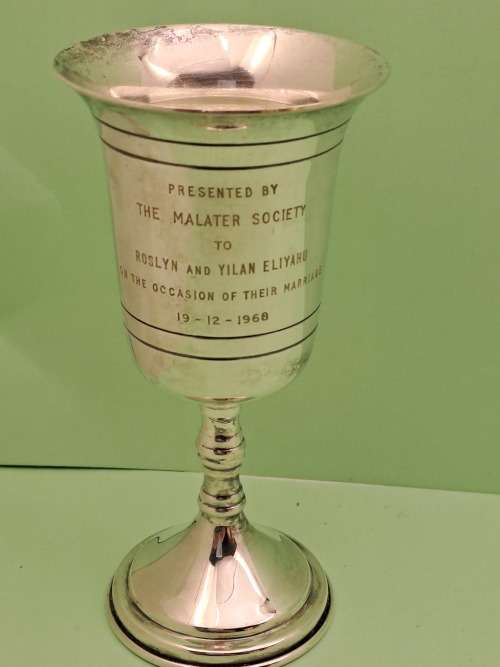 PRESENTED BY
THE MALATER SOCIETY
TO
ROSLYN AND YILAN ELIYAHU
ON THE OCCASION OF THEIR MARRIAGE
19-12-1968